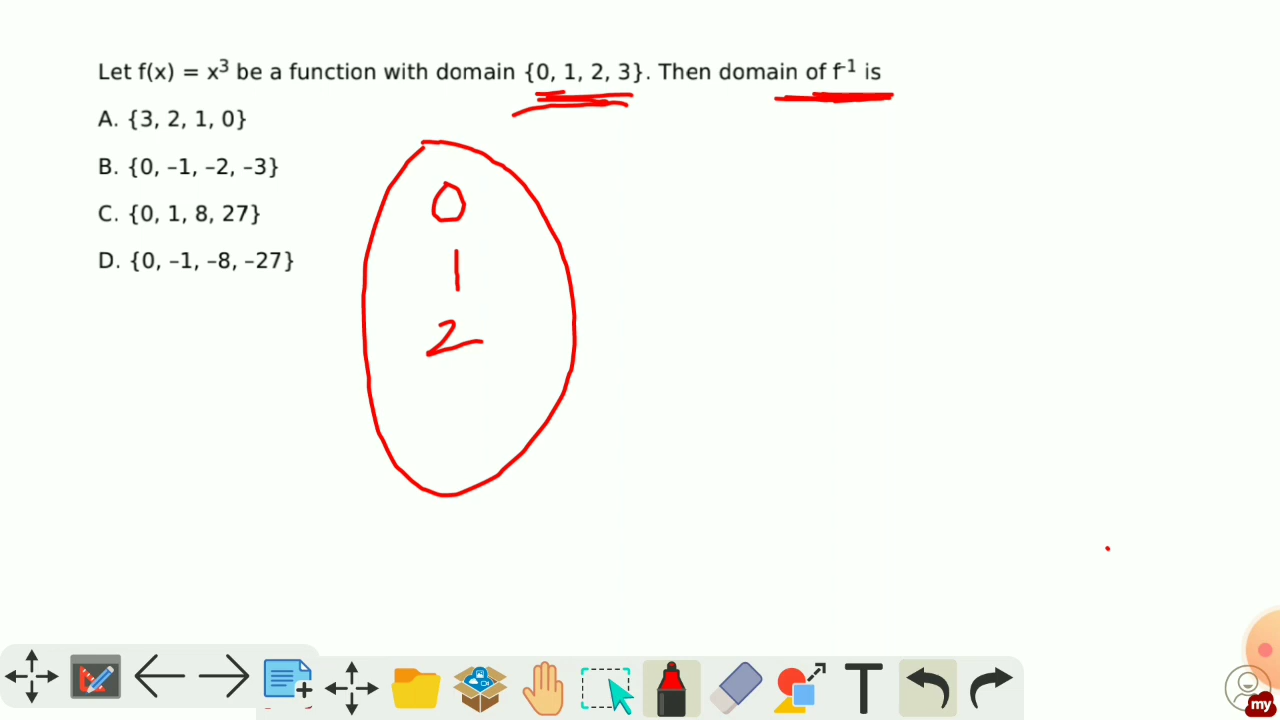 Let f(x) = x³ be a function with domain {0, 1, 2, 3}. Then domain of f⁻¹ is
A. {3, 2, 1, 0}
B. {0, –1, –2, –3}
C. {0, 1, 8, 27}
D. {0, –1, –8, –27}
0
1
2
T
my